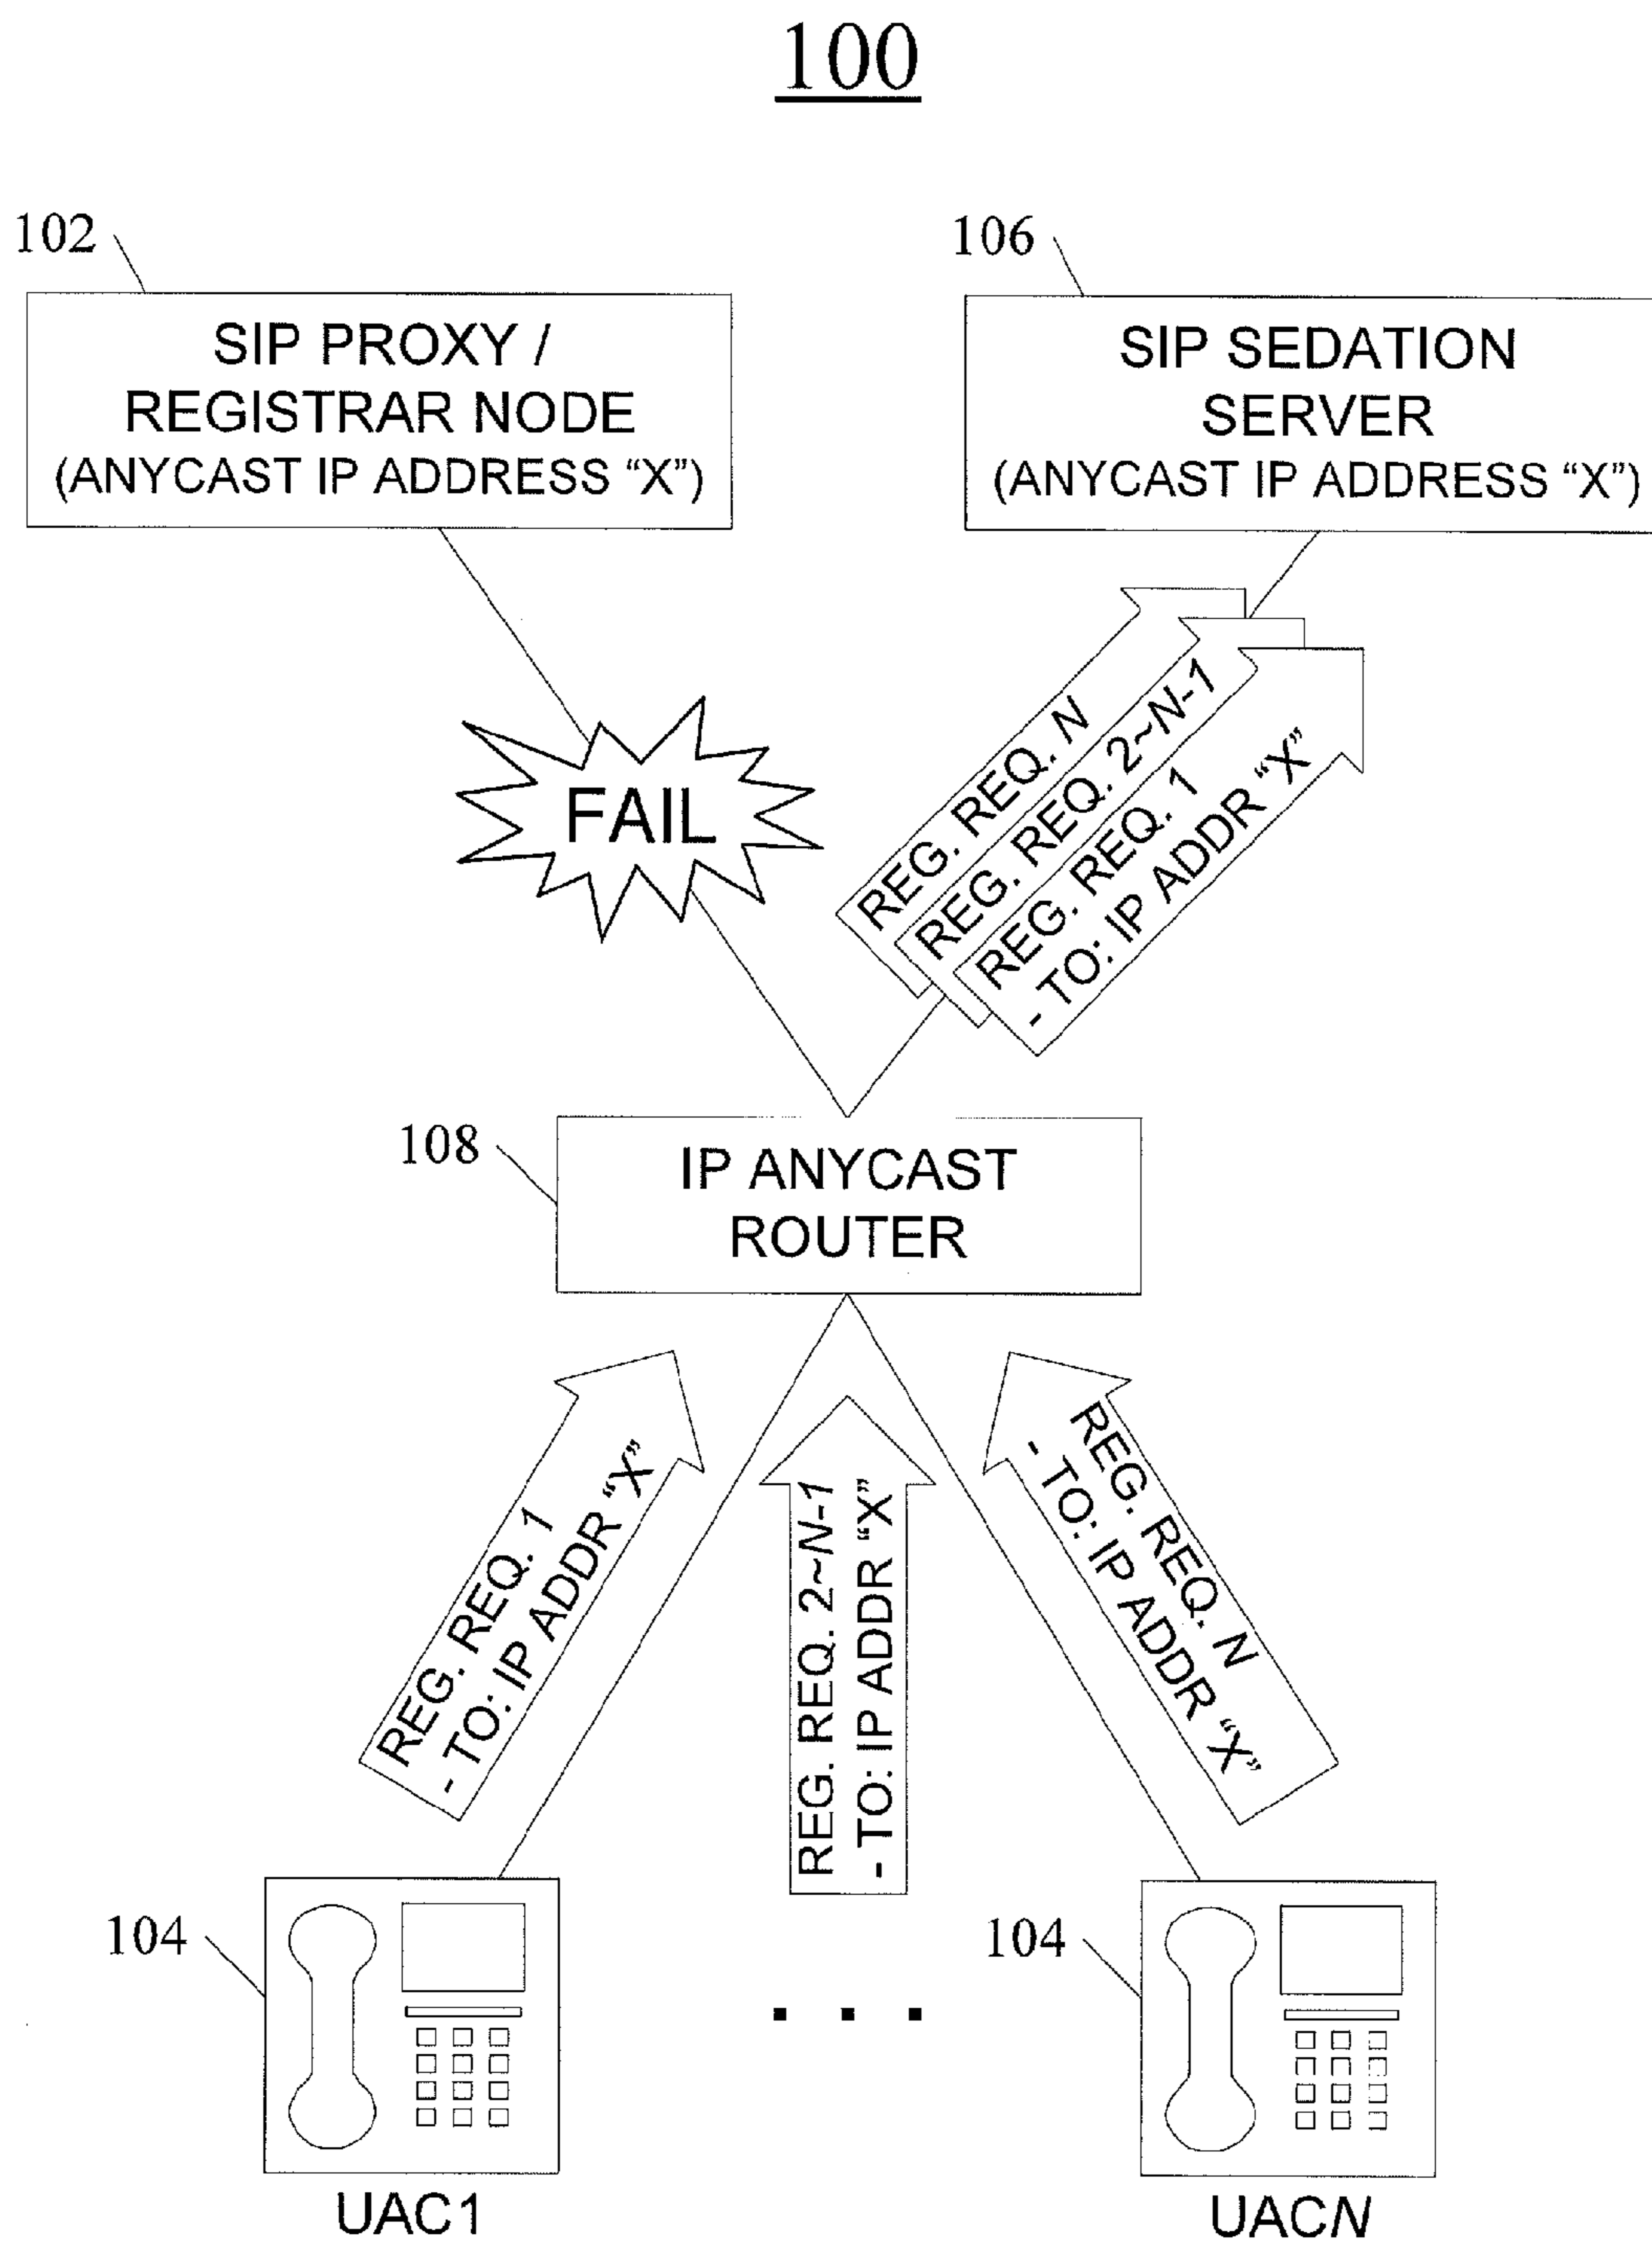 100
102
106
SIP PROXY /
REGISTRAR NODE
(ANYCAST IP ADDRESS “X”)
SIP SEDATION
SERVER
(ANYCAST IP ADDRESS “X”)
FAIL
REG. REQ. N
REG. REQ. 2~N-1
REG. REQ. 1
- TO: IP ADDR “X”
108
IP ANYCAST
ROUTER
REG. REQ. 1
- TO: IP ADDR “X”
REG. REQ. 2~N-1
- TO: IP ADDR “X”
REG. REQ. N
- TO: IP ADDR “X”
104
104
. . .
UAC1
UACN